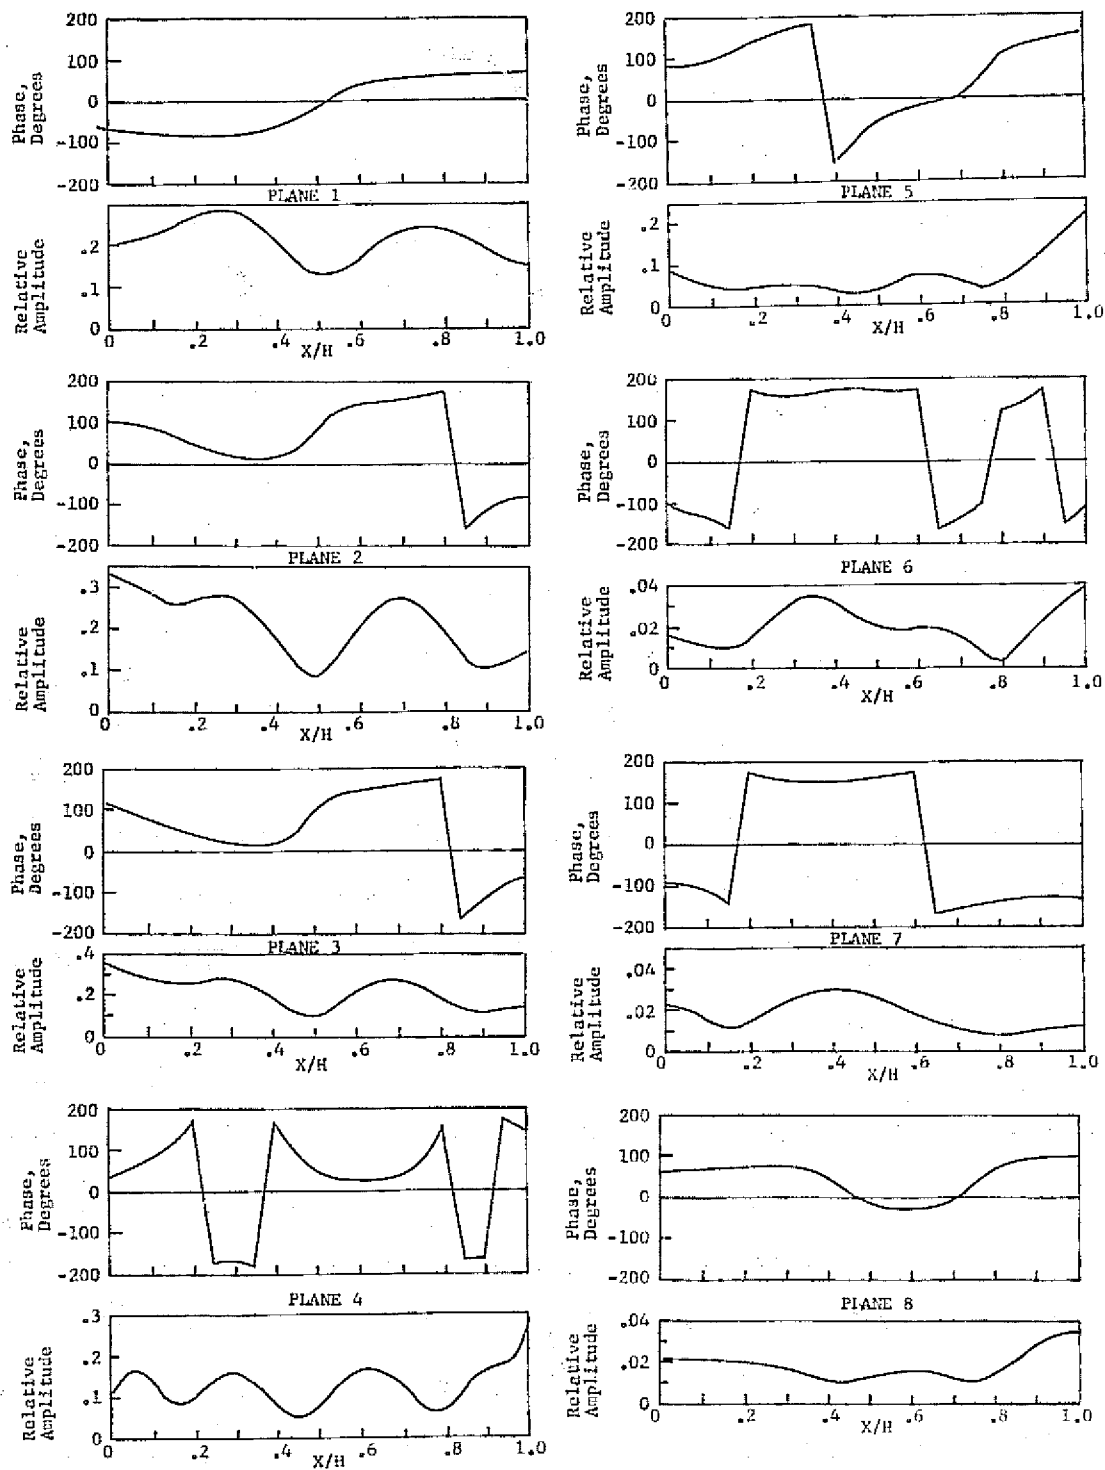 200
100
0
-100
-200
Phase,
Degrees
PLANE 1
.2
.1
0
Relative
Amplitude
0 .2 .4 .6 .8 1.0
X/H
200
100
0
-100
-200
Phase,
Degrees
PLANE 2
.3
.2
.1
0
Relative
Amplitude
0 .2 .4 .6 .8 1.0
X/H
200
100
0
-100
-200
Phase,
Degrees
PLANE 3
.4
.2
0
Relative
Amplitude
0 .2 .4 .6 .8 1.0
X/H
200
100
0
-100
-200
Phase,
Degrees
PLANE 4
.3
.2
.1
0
Relative
Amplitude
0 .2 .4 .6 .8 1.0
X/H
200
100
0
-100
-200
Phase,
Degrees
PLANE 5
.2
.1
0
Relative
Amplitude
0 .2 .4 .6 .8 1.0
X/H
200
100
0
-100
-200
Phase,
Degrees
PLANE 6
.04
.02
0
Relative
Amplitude
0 .2 .4 .6 .8 1.0
X/H
200
100
0
-100
-200
Phase,
Degrees
PLANE 7
.04
.02
0
Relative
Amplitude
0 .2 .4 .6 .8 1.0
X/H
200
100
0
-100
-200
Phase,
Degrees
PLANE 8
.04
.02
0
Relative
Amplitude
0 .2 .4 .6 .8 1.0
X/H